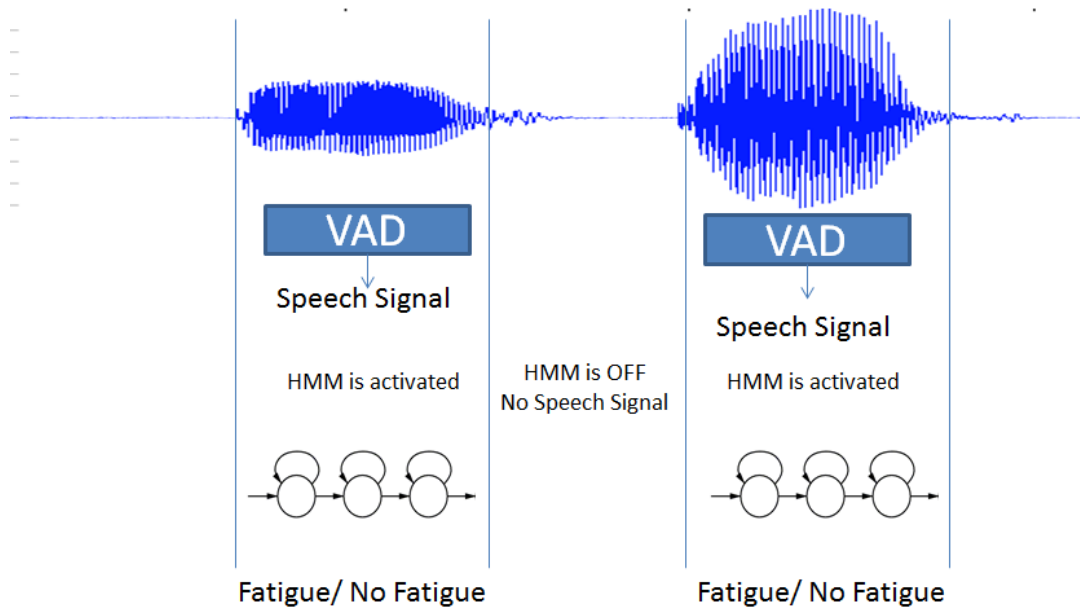 VAD
Speech Signal
HMM is activated
Fatigue/ No Fatigue
HMM is OFF
No Speech Signal
VAD
Speech Signal
HMM is activated
Fatigue/ No Fatigue